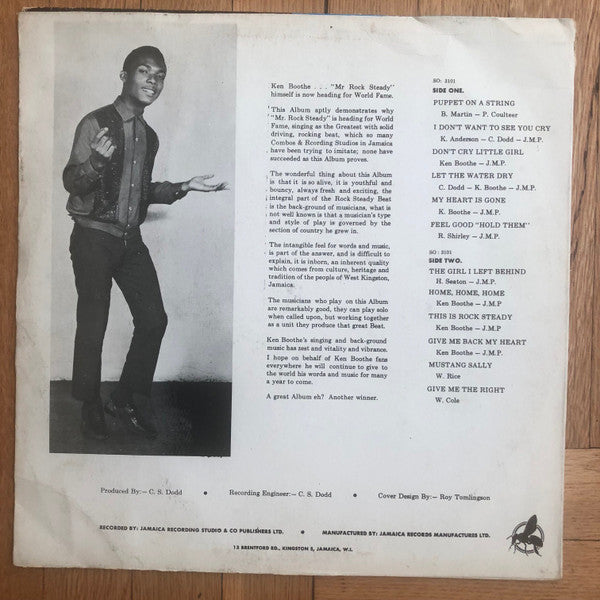 Ken Boothe . . . "Mr Rock Steady"
himself is now heading for World Fame.
'This Album aptly demonstrates why
"Mr. Rock Steady" is heading for World
Fame, singing as the Greatest with solid
driving, rocking beat, which so many
Combos & Rcording Stndios in Jamaica
have been trying to imitate; none have
succeeded as this Album proves.
The wonderful thing about this Album
is that it is so alive, it is youthful and
bouncy, always fresh and exciting, the
integral part of the Rock Steady Beat
is the back-ground of musicians, what is
not well known is that a musician's type
and style of play is governed by the
section of country he grew in.
The intangible feel for words and music,
is part of the answer, and is difficult to
explain, it is inborn, an inherent quality
which comes from culture, heritage and
tradition of the people of West Kingston,
Jamaica.
The musicians who play on this Album
are remarkably good, they can play solo
when called upon, but working together
as a unit they produce that great Beat.
Ken Boothe's singing and back-ground
music has zest and vitality and vibrance.
I hope on behalf of Ken Boothe fans
everywhere he will continue to give to
the world his words and music for many
a year to come.
A great Album eh? Another winner.
SO: 3101
SIDE ONE.
PUPPET ON A STRING
B. Martin – P. Coulteer
I DON'T WANT TO SEE YOU CRY
K. Anderson – C. Dodd – J.M.P.
DON'T CRY LITTLE GIRL
Ken Boothe – J.M.P.
LET THE WATER DRY
C. Dodd – K. Boothe – J.M.P.
MY HEART IS GONE
K. Boothe – J.M.P.
FEEL GOOD "HOLD THEM"
R. Shirley – J.M.P.
SO: 3101
SIDE TWO.
THE GIRL I LEFT BEHIND
H. Seaton – J.M.P.
HOME, HOME, HOME
Ken Boothe – J.M.P
THIS IS ROCK STEADY
Ken Boothe – J.M.P
GIVE ME BACK MY HEART
Ken Boothe – J.M.P.
MUSTANG SALLY
W. Rice
GIVE ME THE RIGHT
W. Cole
Produced By:– C. S. Dodd • Recording Engineer:– C. S. Dodd • Cover Design By:– Roy Tomlingson
RECORDED BY: JAMAICA RECORDING STUDIO & CO PUBLISHERS LTD. • MANUFACTURED BY: JAMAICA RECORDS MANUFACTURES LTD.
13 BRENTFORD RD., KINGSTON 5, JAMAICA, W.I.